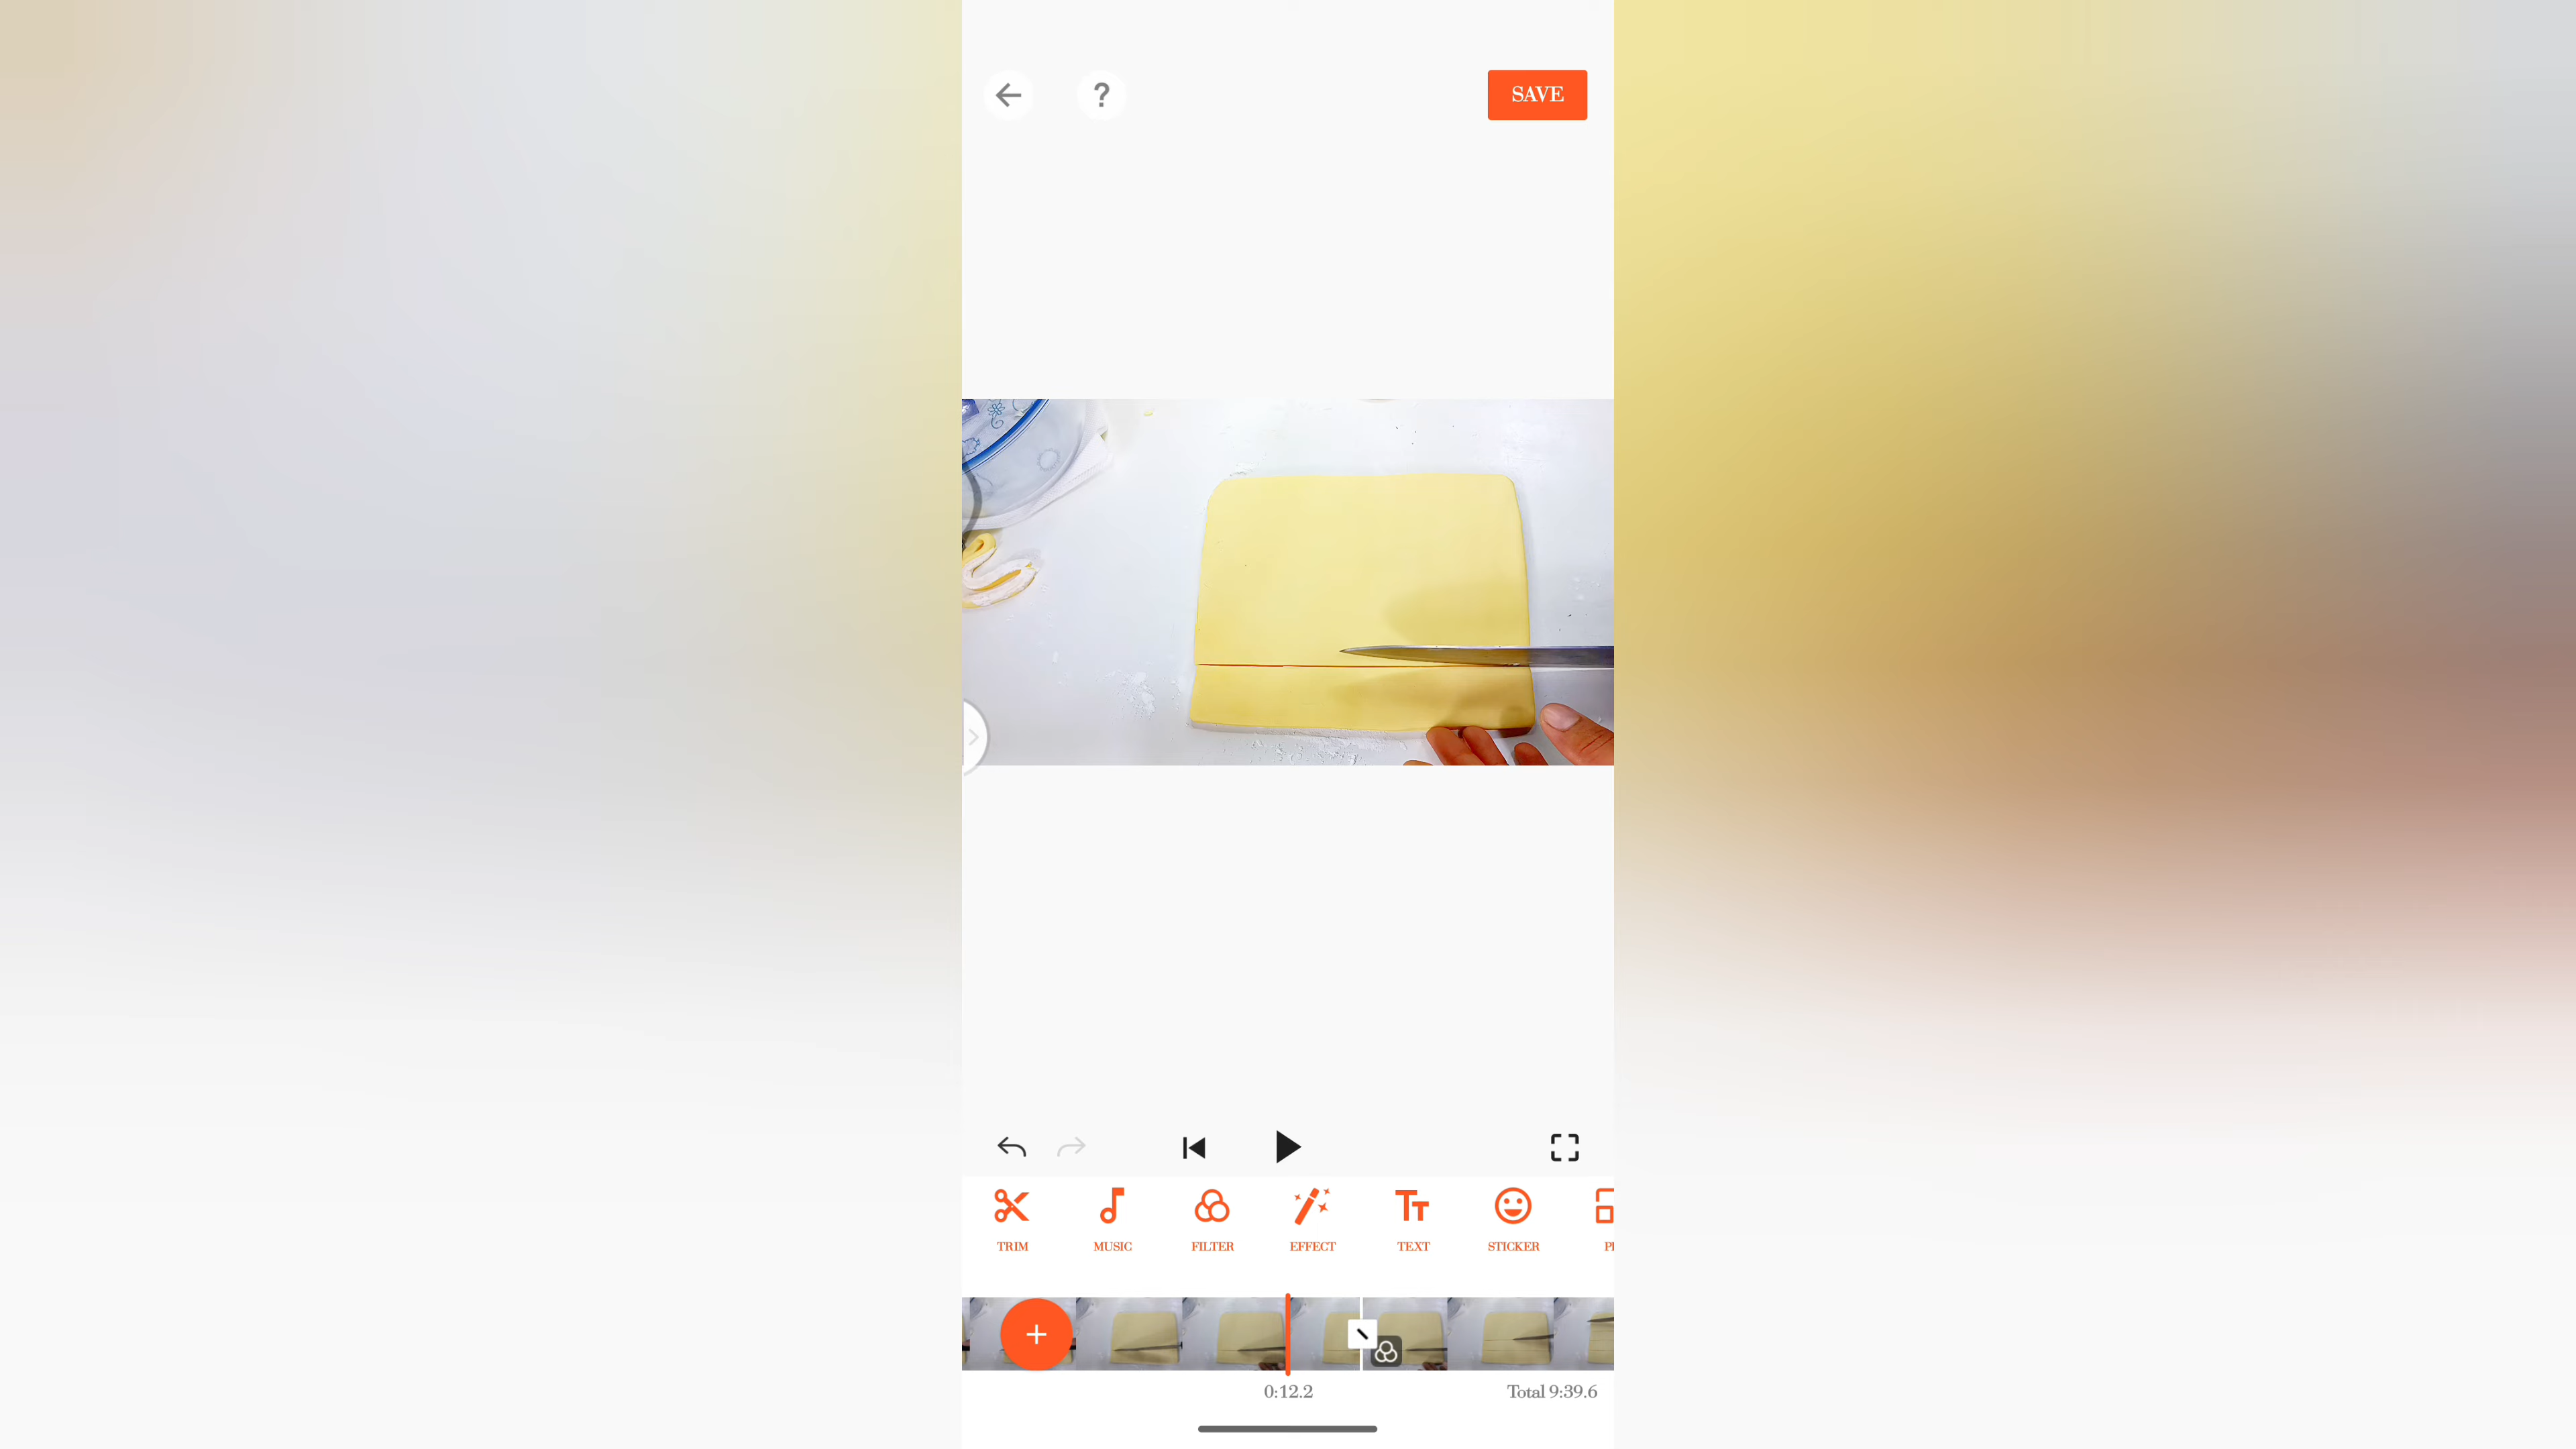 ?
SAVE
TRIM
MUSIC
FILTER
EFFECT
TEXT
STICKER
0:12.2
Total 9:39.6